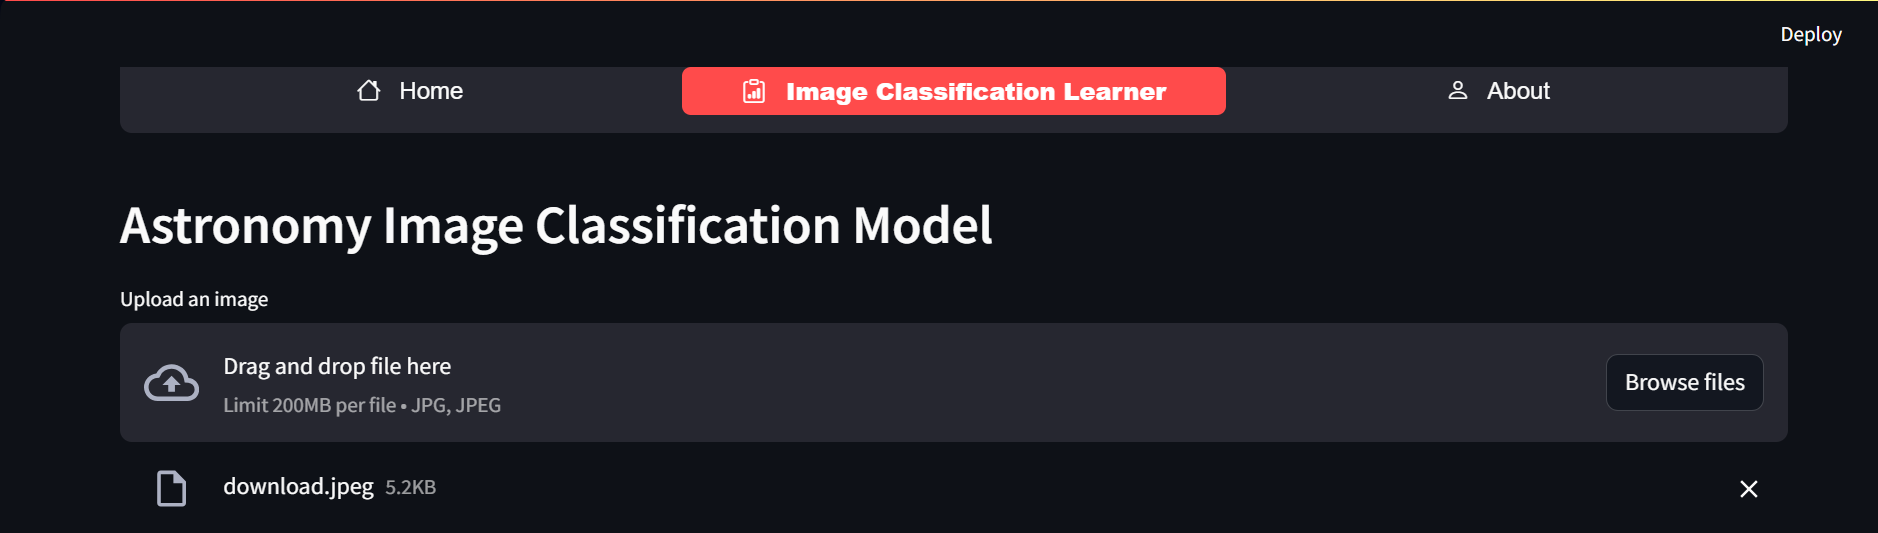 Deploy
Home
Image Classification Learner
About
Astronomy Image Classification Model
Upload an image
Drag and drop file here
Limit 200MB per file • JPG, JPEG
Browse files
download.jpeg 5.2KB